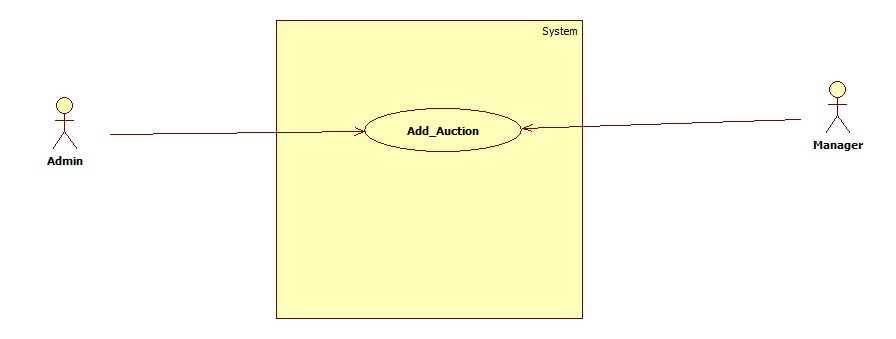 System
Add_Auction
Admin
Manager